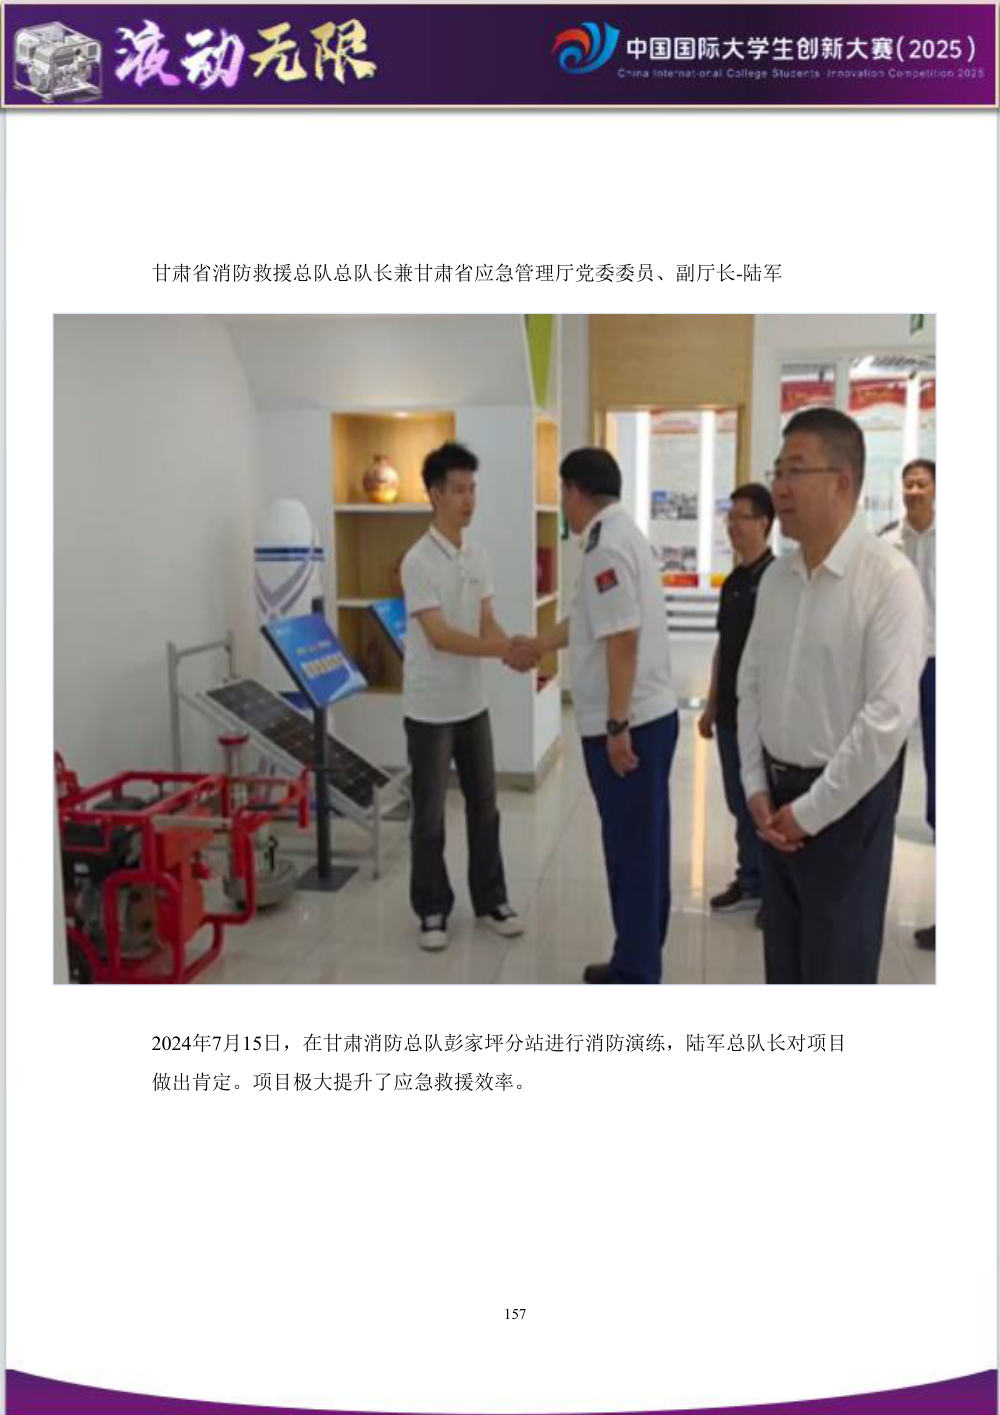 液动无限
中国国际大学生创新大赛(2025)
China International College Students' Innovation Competition 2025
甘肃省消防救援总队总队长兼甘肃省应急管理厅党委委员、副厅长-陆军
2024年7月15日，在甘肃消防总队彭家坪分站进行消防演练，陆军总队长对项目
做出肯定。项目极大提升了应急救援效率。
157